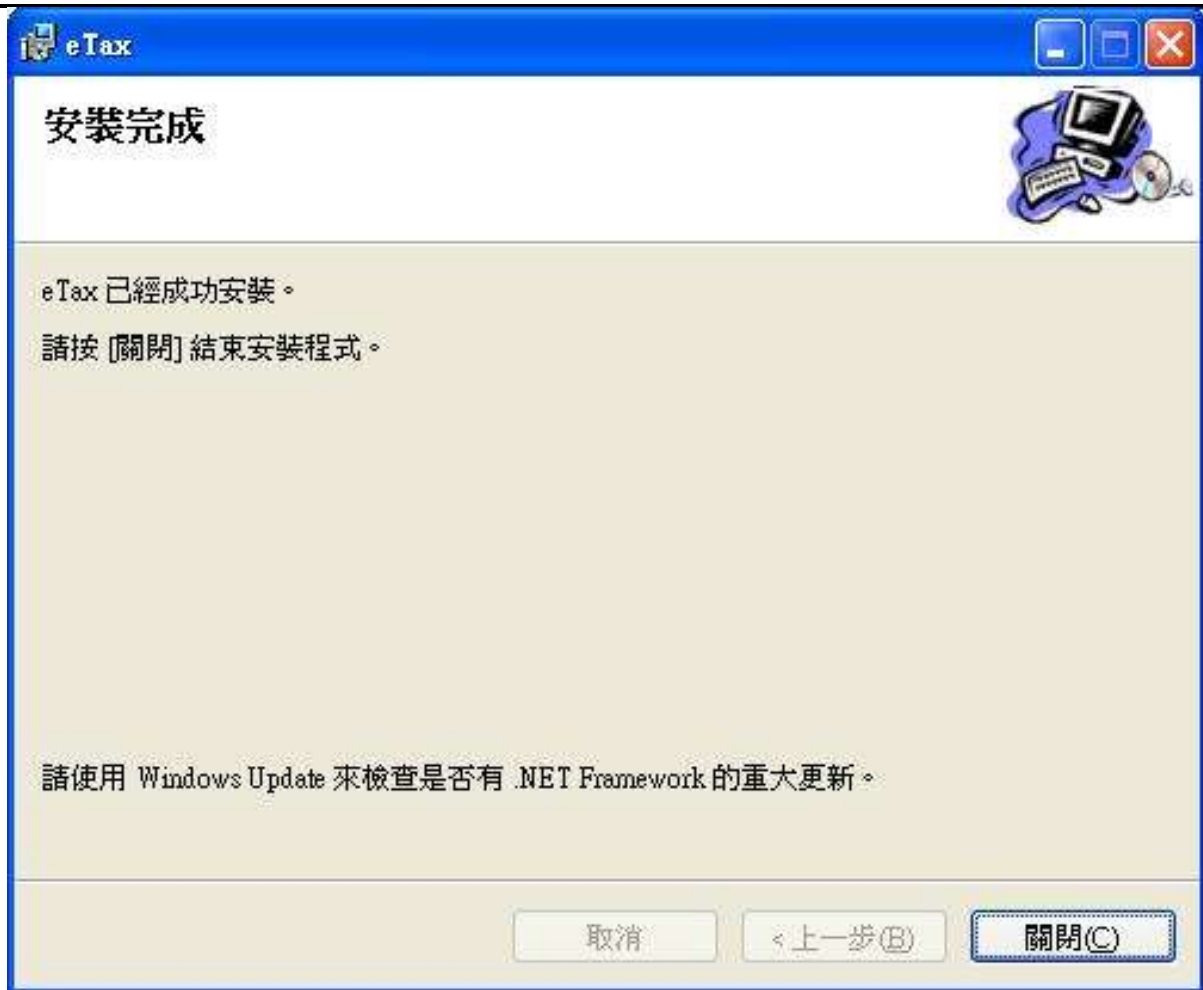 eTax
安裝完成
eTax 已經成功安裝。
請按 [關閉] 結束安裝程式。
請使用 Windows Update 來檢查是否有 .NET Framework 的重大更新。
取消
< 上一步(B)
關閉(C)